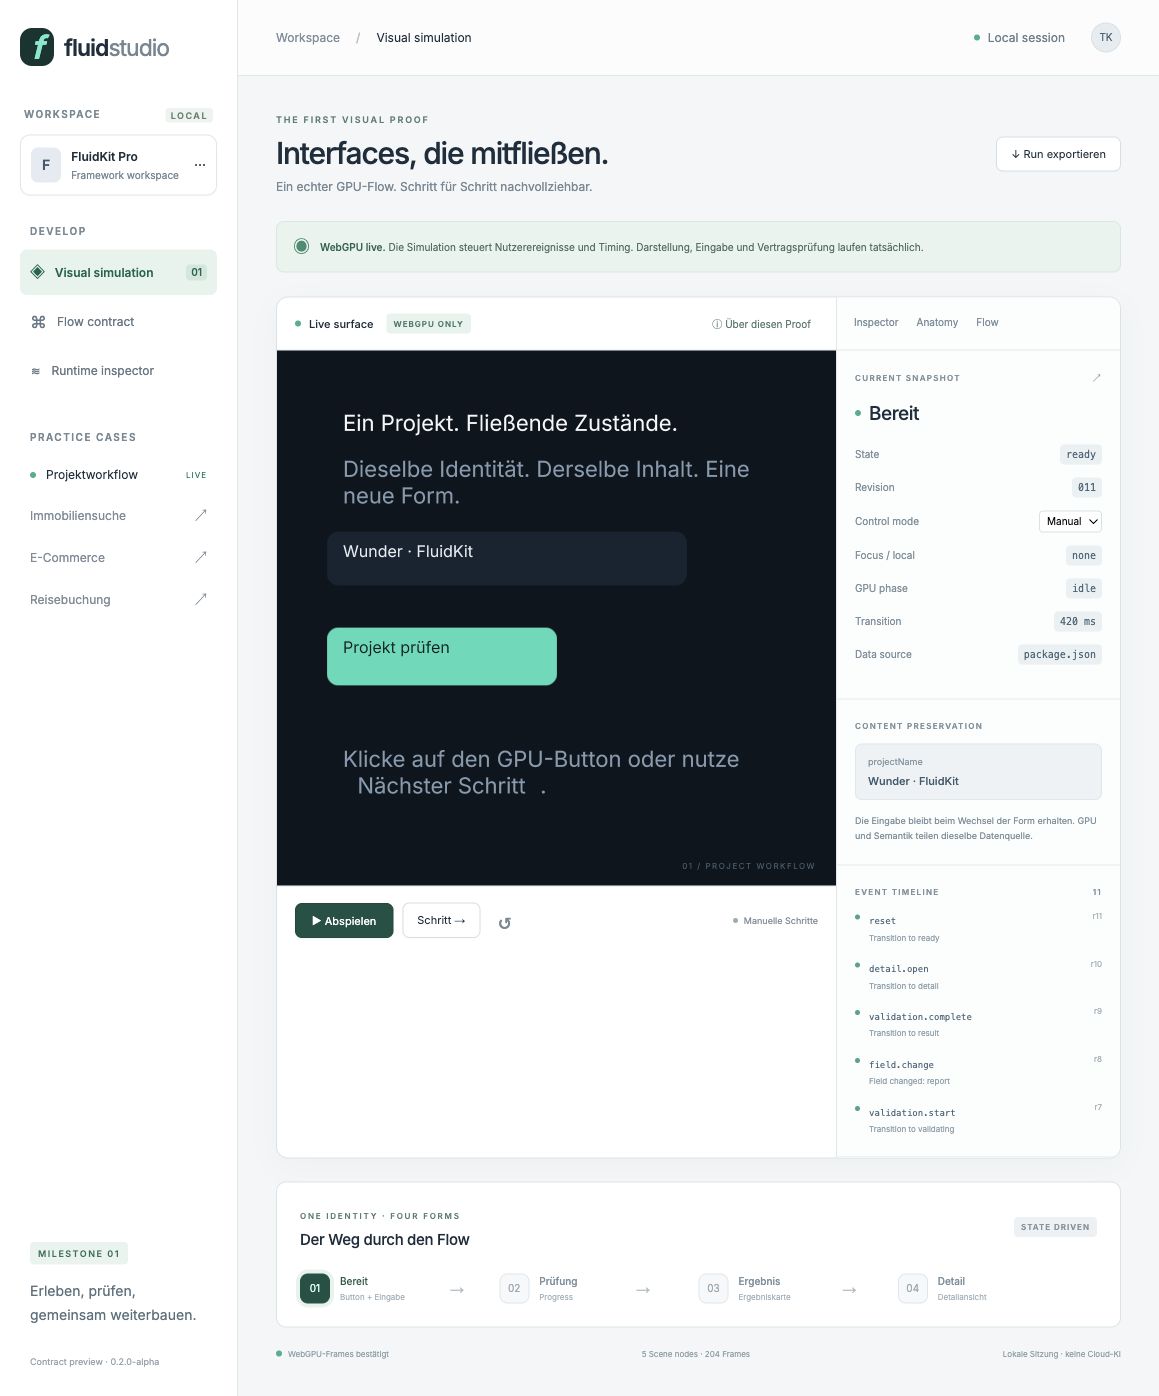 fluidstudio
WORKSPACE
LOCAL
F
FluidKit Pro
Framework workspace
DEVELOP
Visual simulation
01
Flow contract
Runtime inspector
PRACTICE CASES
Projektworkflow
LIVE
Immobiliensuche
E-Commerce
Reisebuchung
MILESTONE 01
Erleben, prüfen,
gemeinsam weiterbauen.
Contract preview · 0.2.0-alpha
Workspace / Visual simulation
Local session
TK
THE FIRST VISUAL PROOF
Interfaces, die mitfließen.
Ein echter GPU-Flow. Schritt für Schritt nachvollziehbar.
↓ Run exportieren
WebGPU live. Die Simulation steuert Nutzerereignisse und Timing. Darstellung, Eingabe und Vertragsprüfung laufen tatsächlich.
Live surface
WEBGPU ONLY
ⓘ Über diesen Proof
Ein Projekt. Fließende Zustände.
Dieselbe Identität. Derselbe Inhalt. Eine
neue Form.
Wunder · FluidKit
Projekt prüfen
Klicke auf den GPU-Button oder nutze
Nächster Schritt .
01 / PROJECT WORKFLOW
▶ Abspielen
Schritt →
↺
Manuelle Schritte
Inspector
Anatomy
Flow
CURRENT SNAPSHOT
Bereit
State
ready
Revision
011
Control mode
Manual
Focus / local
none
GPU phase
idle
Transition
420 ms
Data source
package.json
CONTENT PRESERVATION
projectName
Wunder · FluidKit
Die Eingabe bleibt beim Wechsel der Form erhalten. GPU
und Semantik teilen dieselbe Datenquelle.
EVENT TIMELINE
11
reset
r11
Transition to ready
detail.open
r10
Transition to detail
validation.complete
r9
Transition to result
field.change
r8
Field changed: report
validation.start
r7
Transition to validating
ONE IDENTITY · FOUR FORMS
Der Weg durch den Flow
STATE DRIVEN
01
Bereit
Button + Eingabe
→
02
Prüfung
Progress
→
03
Ergebnis
Ergebniskarte
→
04
Detail
Detailansicht
WebGPU-Frames bestätigt
5 Scene nodes · 204 Frames
Lokale Sitzung · keine Cloud-KI